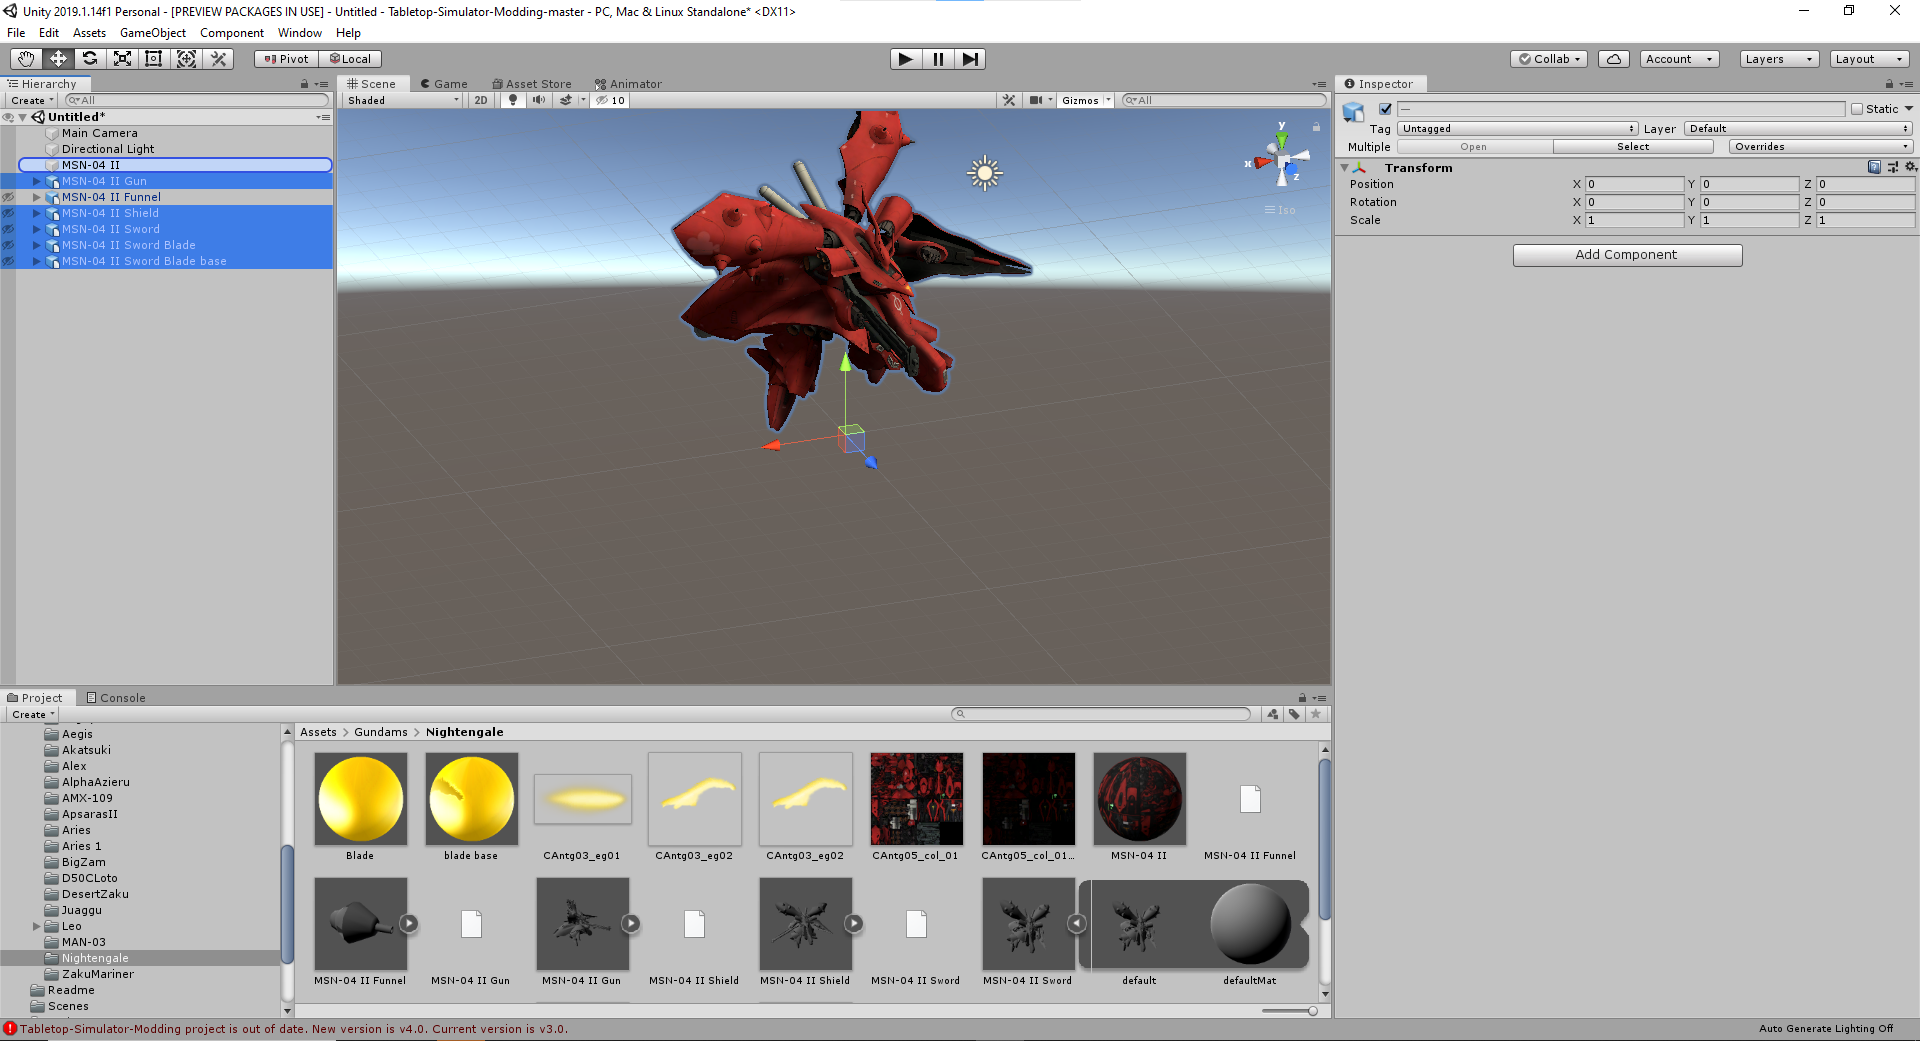 Unity 2019.1.14f1 Personal - [PREVIEW PACKAGES IN USE] - Untitled - Tabletop-Simulator-Modding-master - PC, Mac & Linux Standalone* <DX11>
File Edit Assets GameObject Component Window Help
Pivot Local Collab Account Layers Layout
Hierarchy
Create All
Untitled*
Main Camera
Directional Light
MSN-04 II
MSN-04 II Gun
MSN-04 II Funnel
MSN-04 II Shield
MSN-04 II Sword
MSN-04 II Sword Blade
MSN-04 II Sword Blade base
Scene Game Asset Store Animator
Shaded 2D 10 Gizmos All
y
x
z
Iso
Inspector
— Static
Tag Untagged Layer Default
Multiple Open Select Overrides
Transform
Position X 0 Y 0 Z 0
Rotation X 0 Y 0 Z 0
Scale X 1 Y 1 Z 1
Add Component
Project Console
Create
Aegis
Akatsuki
Alex
AlphaAzieru
AMX-109
ApsarasII
Aries
Aries 1
BigZam
D50CLoto
DesertZaku
Juaggu
Leo
MAN-03
Nightengale
ZakuMariner
Readme
Scenes
Assets > Gundams > Nightengale
Blade blade base CAntg03_eg01 CAntg03_eg02 CAntg03_eg02 CAntg05_col_01 CAntg05_col_01... MSN-04 II MSN-04 II Funnel
MSN-04 II Funnel MSN-04 II Gun MSN-04 II Gun MSN-04 II Shield MSN-04 II Shield MSN-04 II Sword MSN-04 II Sword default defaultMat
Tabletop-Simulator-Modding project is out of date. New version is v4.0. Current version is v3.0.
Auto Generate Lighting Off